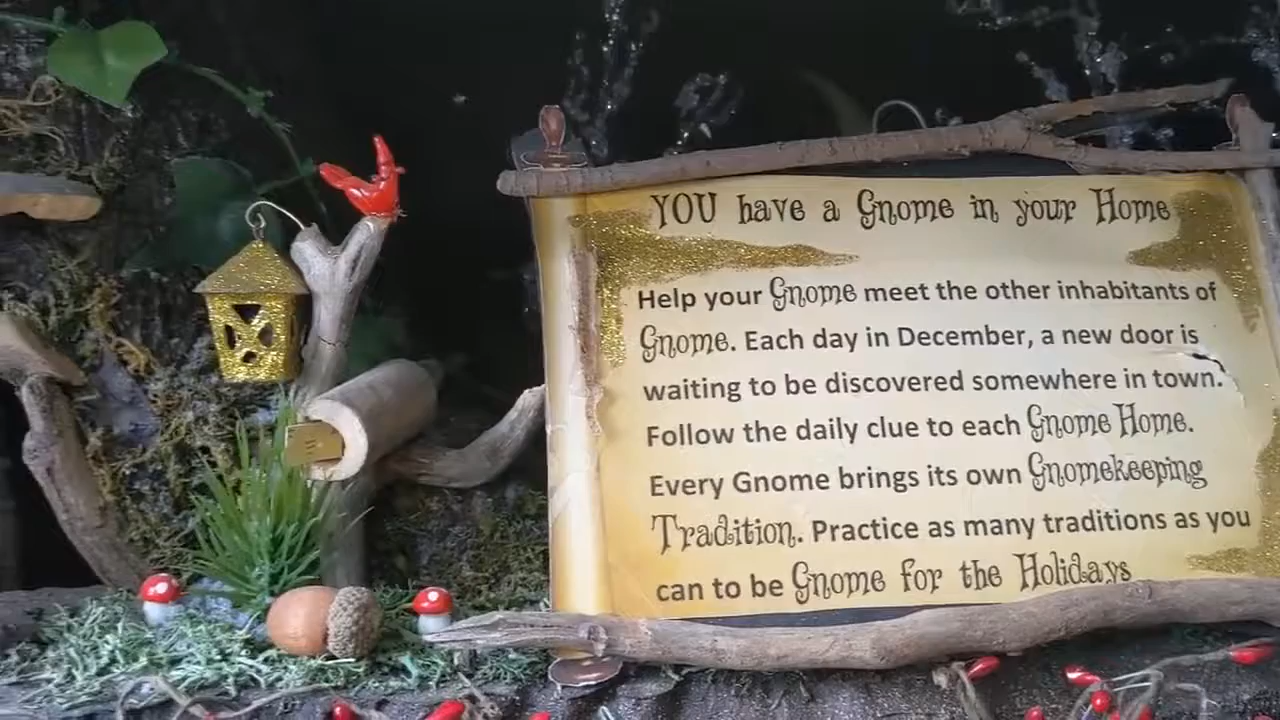 YOU have a Gnome in your Home
Help your Gnome meet the other inhabitants of
Gnome. Each day in December, a new door is
waiting to be discovered somewhere in town.
Follow the daily clue to each Gnome Home.
Every Gnome brings its own Gnomekeeping
Tradition. Practice as many traditions as you
can to be Gnome for the Holidays